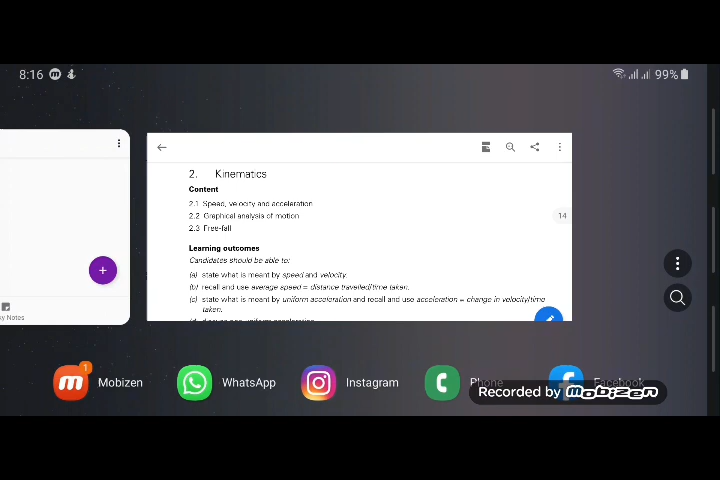 8:16
99%
2. Kinematics
Content
2.1 Speed, velocity and acceleration
2.2 Graphical analysis of motion
2.3 Free-fall
14
Learning outcomes
Candidates should be able to:
(a) state what is meant by speed and velocity.
(b) recall and use average speed = distance travelled/time taken.
(c) state what is meant by uniform acceleration and recall and use acceleration = change in velocity/time
taken.
Notes
1
Mobizen
WhatsApp
Instagram
Phone
Facebook
Recorded by mobizen